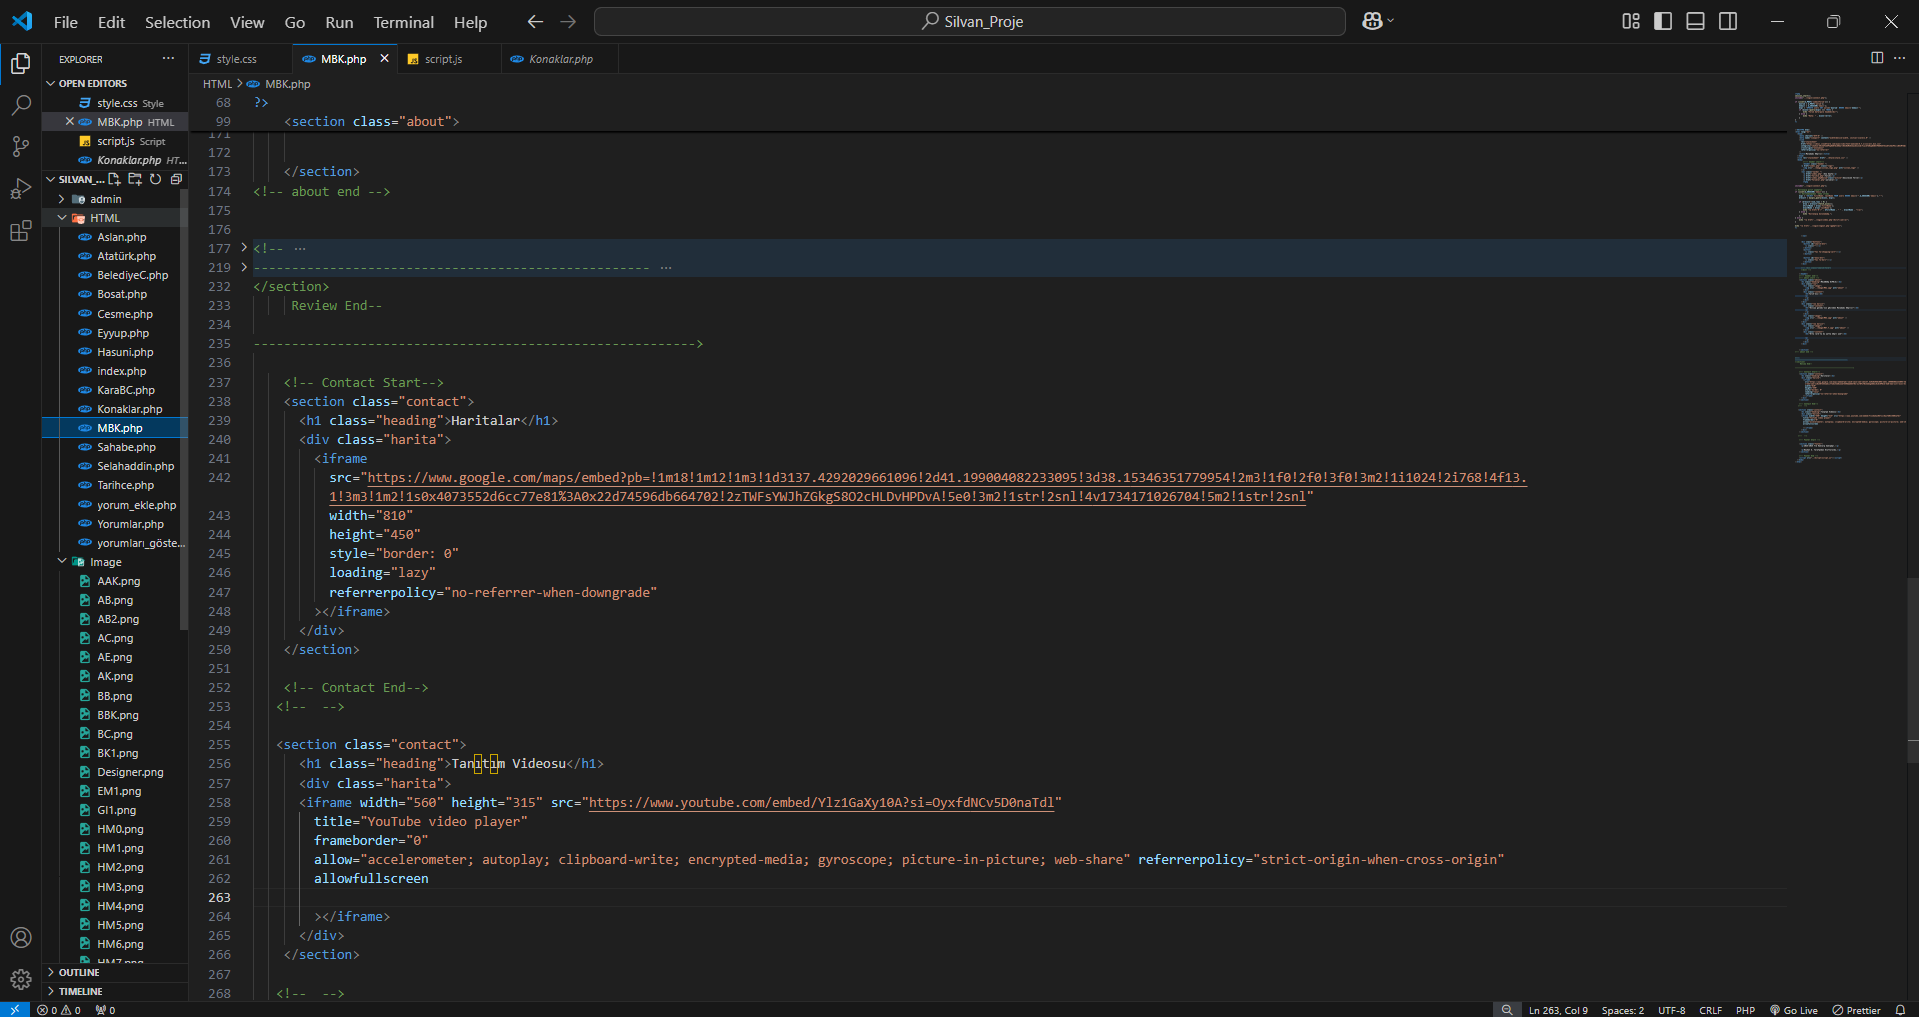 File Edit Selection View Go Run Terminal Help
Silvan_Proje
EXPLORER
style.css
MBK.php
script.js
Konaklar.php
OPEN EDITORS
style.css Style
MBK.php HTML
script.js Script
Konaklar.php HT...
SILVAN_...
admin
HTML
Aslan.php
Atatürk.php
BelediyeC.php
Bosat.php
Cesme.php
Eyyup.php
Hasuni.php
index.php
KaraBC.php
Konaklar.php
MBK.php
Sahabe.php
Selahaddin.php
Tarihce.php
yorum_ekle.php
Yorumlar.php
yorumları_göste...
Image
AAK.png
AB.png
AB2.png
AC.png
AE.png
AK.png
BB.png
BBK.png
BC.png
BK1.png
Designer.png
EM1.png
GI1.png
HM0.png
HM1.png
HM2.png
HM3.png
HM4.png
HM5.png
HM6.png
HM7.png
OUTLINE
TIMELINE
HTML > MBK.php
68 ?>
99 <section class="about">
171
172
173 </section>
174 <!-- about end -->
175
176
177 <!-- ...
219 ---------------------------------------------------- ...
232 </section>
233 Review End--
234
235 ---------------------------------------------------------->
236
237 <!-- Contact Start-->
238 <section class="contact">
239 <h1 class="heading">Haritalar</h1>
240 <div class="harita">
241 <iframe
242 src="https://www.google.com/maps/embed?pb=!1m18!1m12!1m3!1d3137.4292029661096!2d41.199004082233095!3d38.15346351779954!2m3!1f0!2f0!3f0!3m2!1i1024!2i768!4f13.
1!3m3!1m2!1s0x4073552d6cc77e81%3A0x22d74596db664702!2zTWFsYWJhZGkgS8O2cHLDvHPDvA!5e0!3m2!1str!2snl!4v1734171026704!5m2!1str!2snl"
243 width="810"
244 height="450"
245 style="border: 0"
246 loading="lazy"
247 referrerpolicy="no-referrer-when-downgrade"
248 ></iframe>
249 </div>
250 </section>
251
252 <!-- Contact End-->
253 <!-- -->
254
255 <section class="contact">
256 <h1 class="heading">Tanıtım Videosu</h1>
257 <div class="harita">
258 <iframe width="560" height="315" src="https://www.youtube.com/embed/Ylz1GaXy10A?si=OyxfdNCv5D0naTdl"
259 title="YouTube video player"
260 frameborder="0"
261 allow="accelerometer; autoplay; clipboard-write; encrypted-media; gyroscope; picture-in-picture; web-share" referrerpolicy="strict-origin-when-cross-origin"
262 allowfullscreen
263
264 ></iframe>
265 </div>
266 </section>
267
268 <!-- -->
0 0 0
Ln 263, Col 9 Spaces: 2 UTF-8 CRLF PHP Go Live Prettier